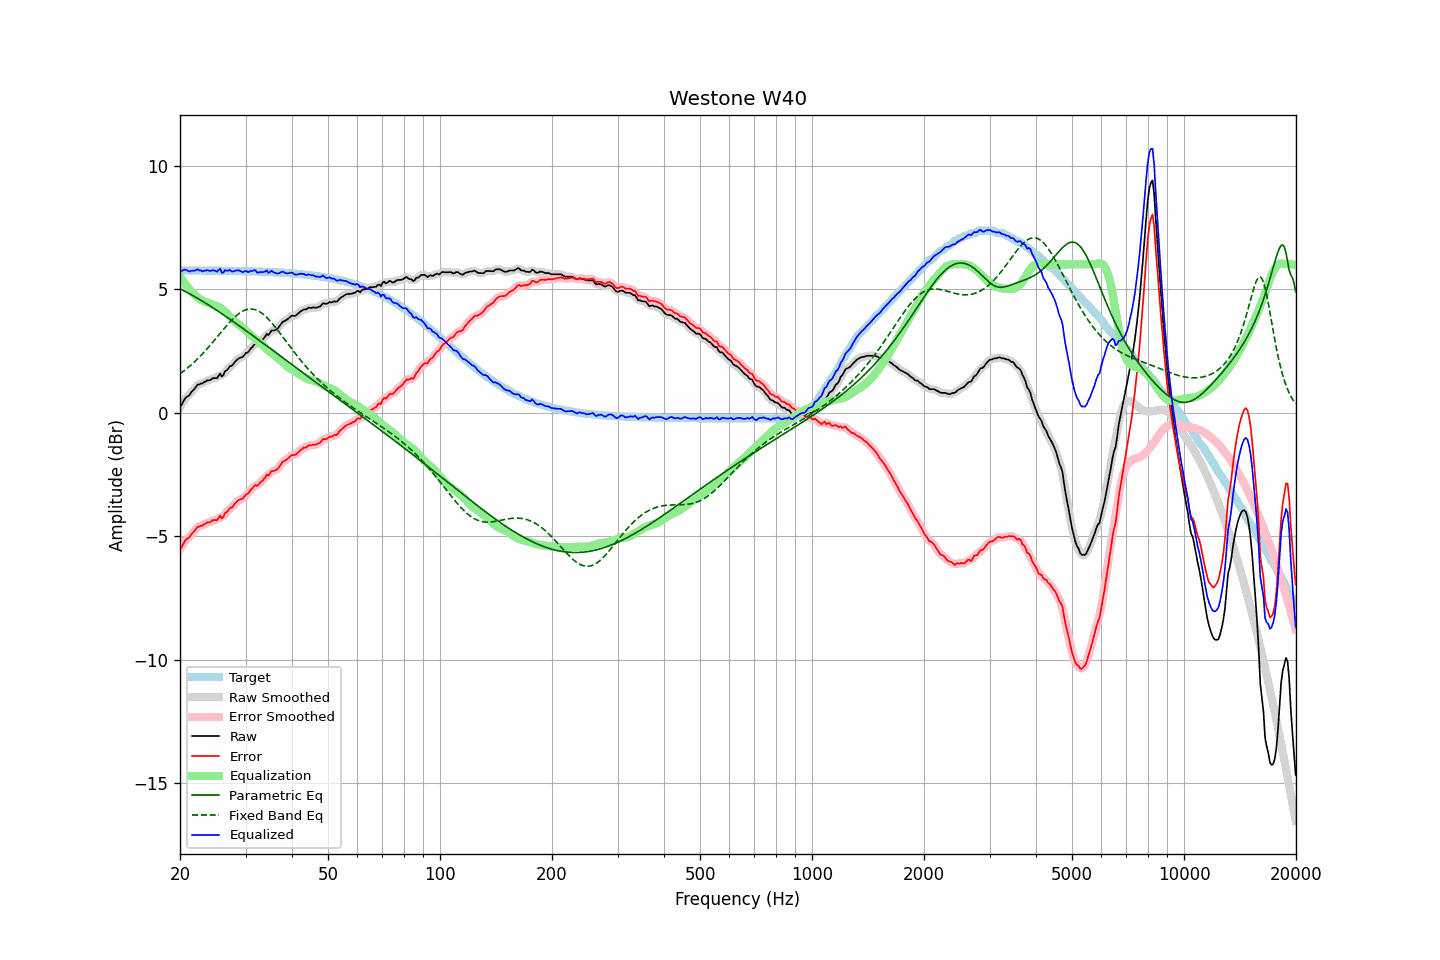 Westone W40
Amplitude (dBr)
10
5
0
−5
−10
−15
Target
Raw Smoothed
Error Smoothed
Raw
Error
Equalization
Parametric Eq
Fixed Band Eq
Equalized
20 50 100 200 500 1000 2000 5000 10000 20000
Frequency (Hz)